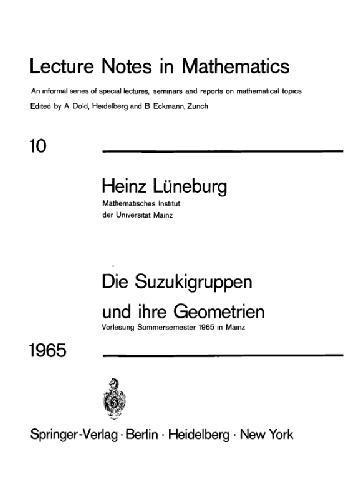 Lecture Notes in Mathematics
An informal series of special lectures, seminars and reports on mathematical topics
Edited by A. Dold, Heidelberg and B. Eckmann, Zürich
10
Heinz Lüneburg
Mathematisches Institut
der Universität Mainz
Die Suzukigruppen
und ihre Geometrien
Vorlesung Sommersemester 1965 in Mainz
1965
Springer-Verlag · Berlin · Heidelberg · New York